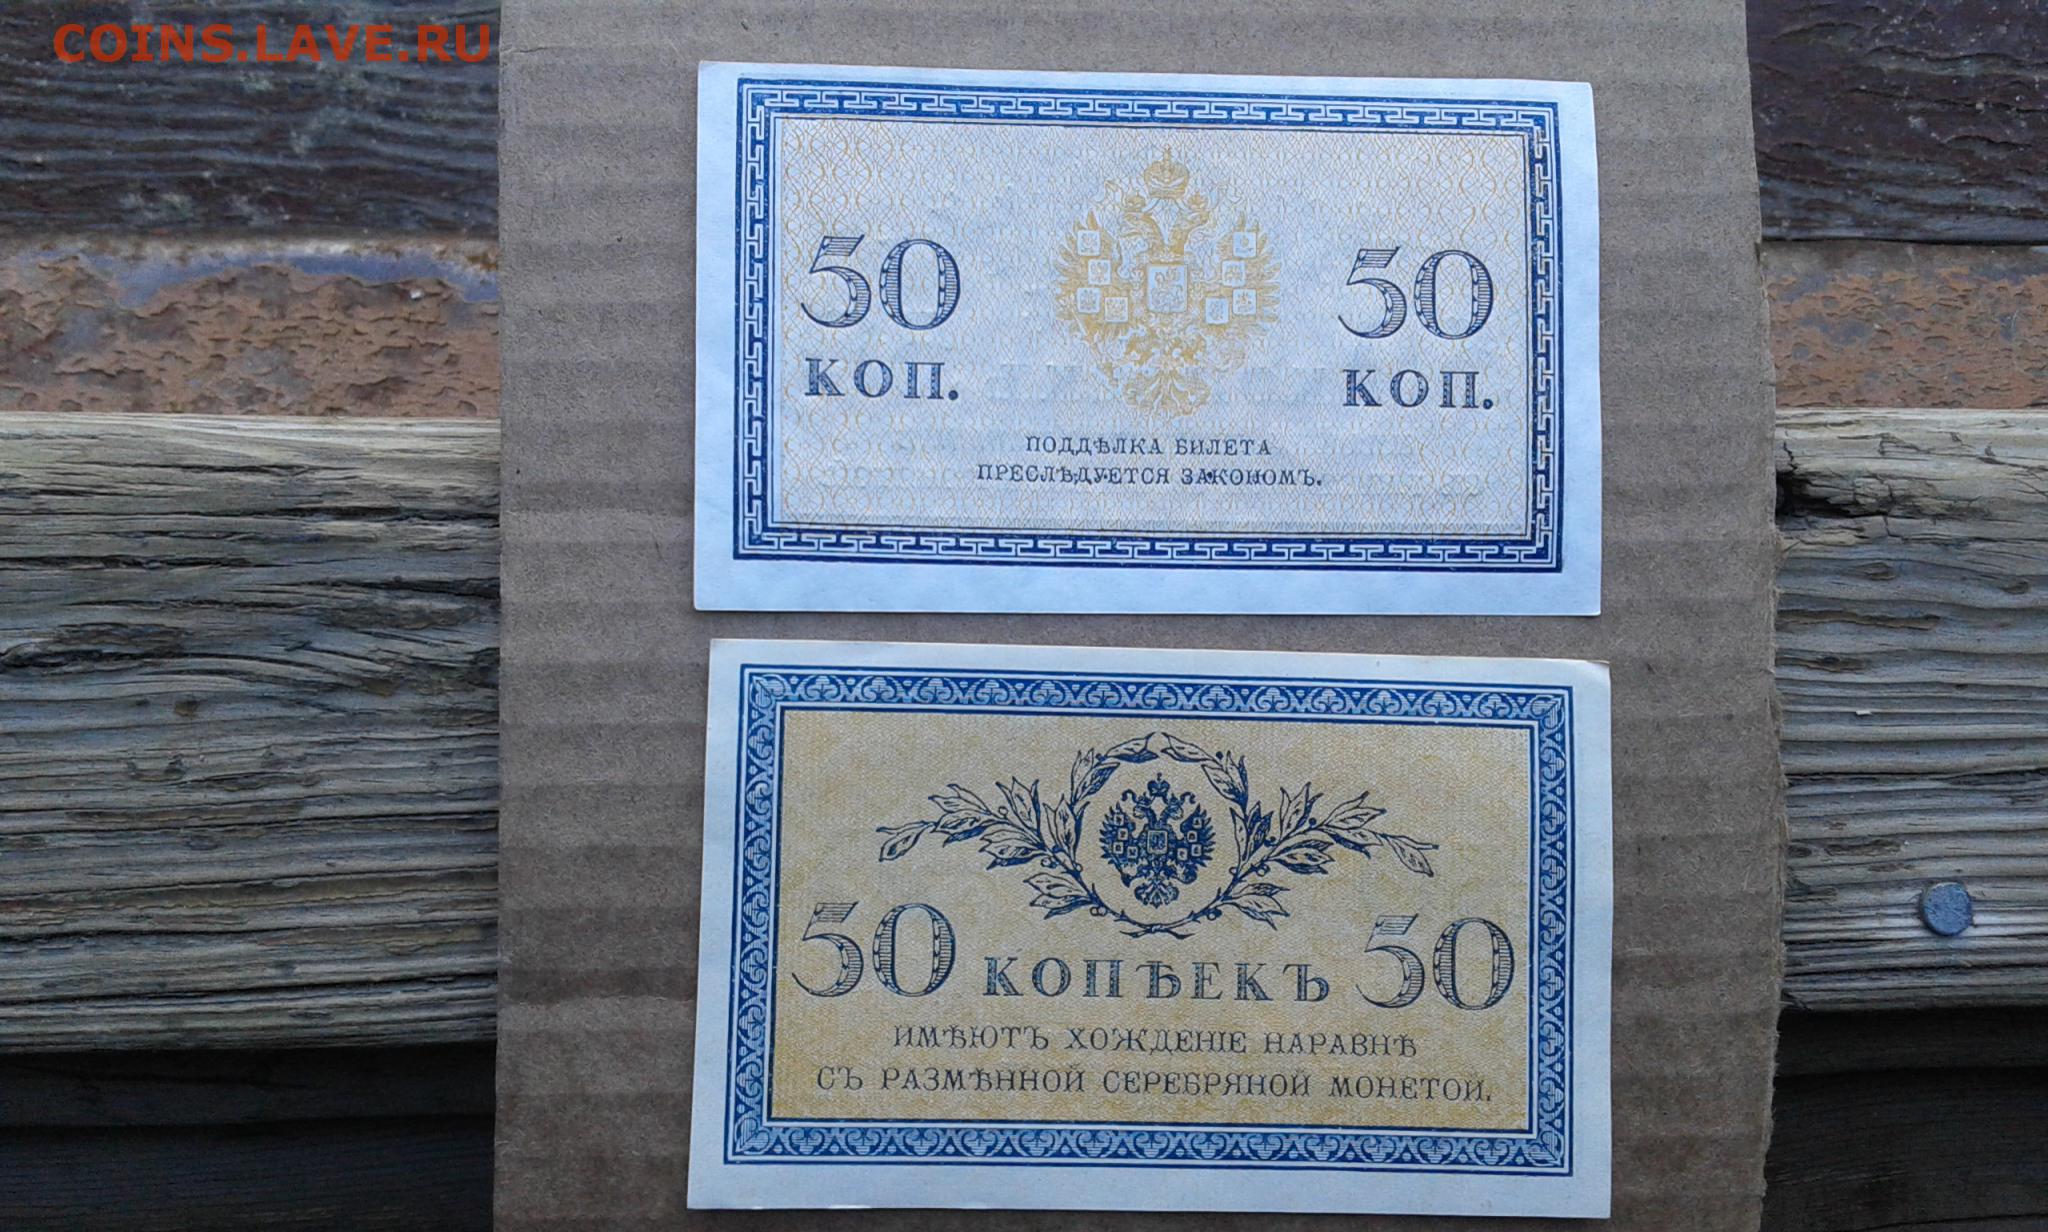 COINS.LAVE.RU
50 50
КОП. КОП.
ПОДДѢЛКА БИЛЕТА
ПРЕСЛѢДУЕТСЯ ЗАКОНОМЪ.
50 КОПѢЕКЪ 50
ИМѢЮТЪ ХОЖДЕНІЕ НАРАВНѢ
СЪ РАЗМѢННОЙ СЕРЕБРЯНОЙ МОНЕТОЙ.